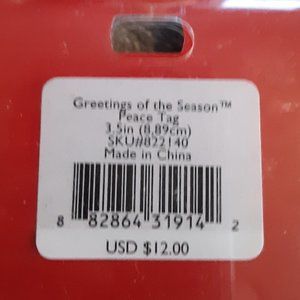 Greetings of the Season™
Peace Tag
3.5in (8.89cm)
SKU#822140
Made in China
8 82864 31914 2
USD $12.00